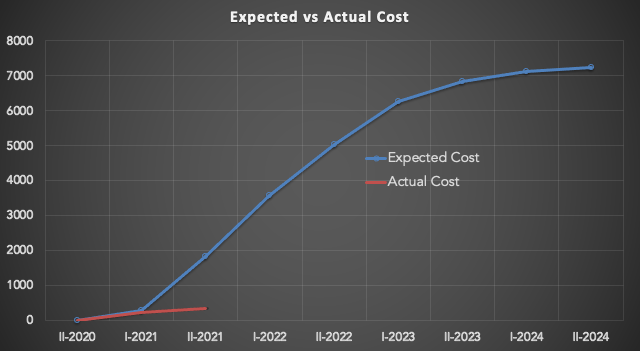 Expected vs Actual Cost
8000
7000
6000
5000
4000
3000
2000
1000
0
Expected Cost
Actual Cost
II-2020 I-2021 II-2021 I-2022 II-2022 I-2023 II-2023 I-2024 II-2024